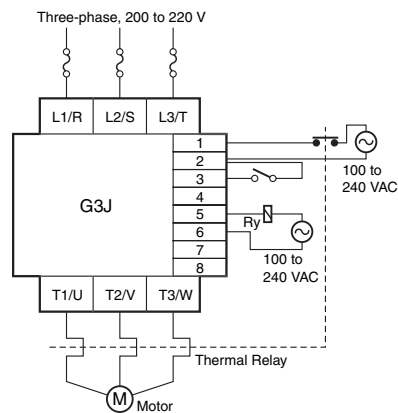 Three-phase, 200 to 220 V
L1/R L2/S L3/T
1
2
3
4
5
6
7
8
G3J
100 to
240 VAC
Ry
100 to
240 VAC
T1/U T2/V T3/W
Thermal Relay
M
Motor